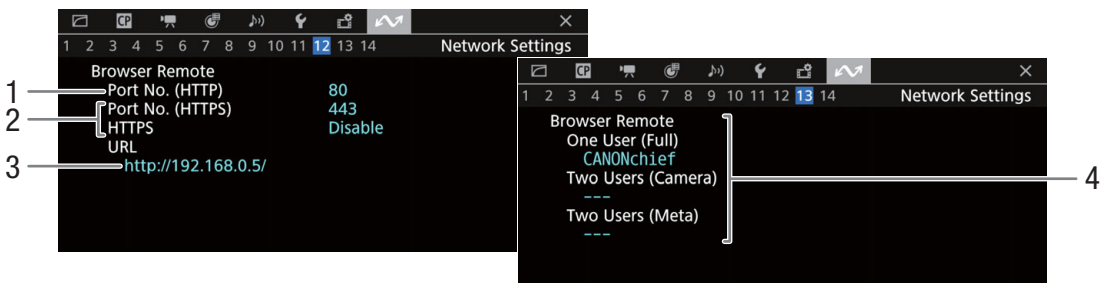 CP
1 2 3 4 5 6 7 8 9 10 11 12 13 14 Network Settings
Browser Remote
1 Port No. (HTTP) 80
2 Port No. (HTTPS) 443
HTTPS Disable
URL
3 http://192.168.0.5/
CP
1 2 3 4 5 6 7 8 9 10 11 12 13 14 Network Settings
Browser Remote
One User (Full)
CANONchief
Two Users (Camera)
---
Two Users (Meta)
---
4